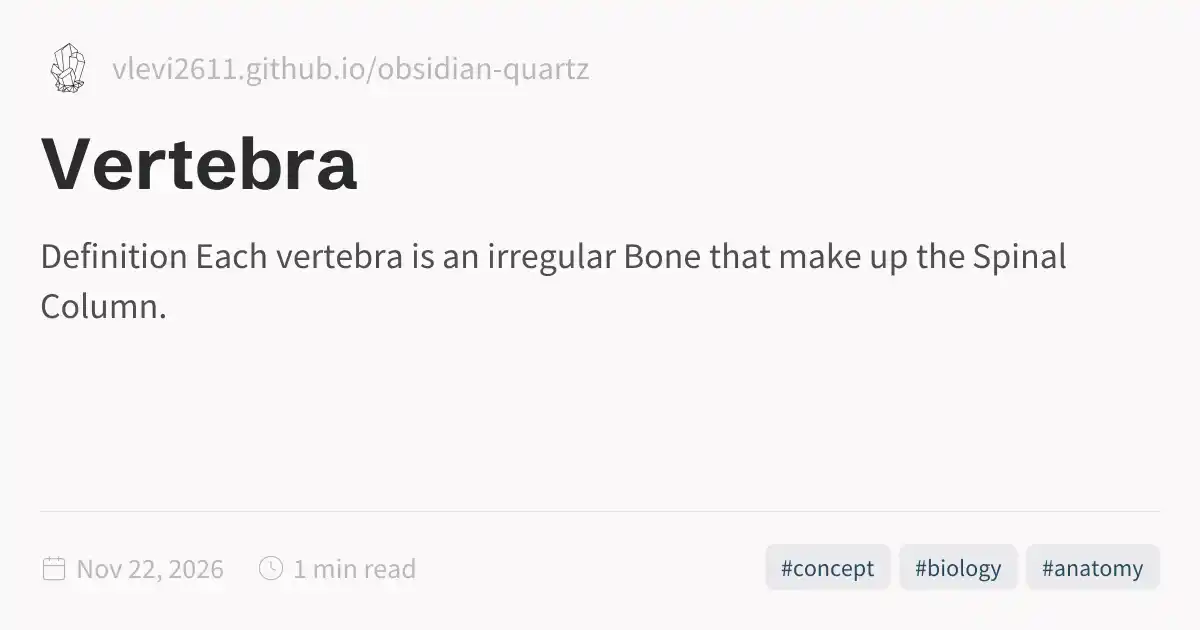 vlevi2611.github.io/obsidian-quartz
Vertebra
Definition Each vertebra is an irregular Bone that make up the Spinal
Column.
Nov 22, 2026 1 min read #concept #biology #anatomy